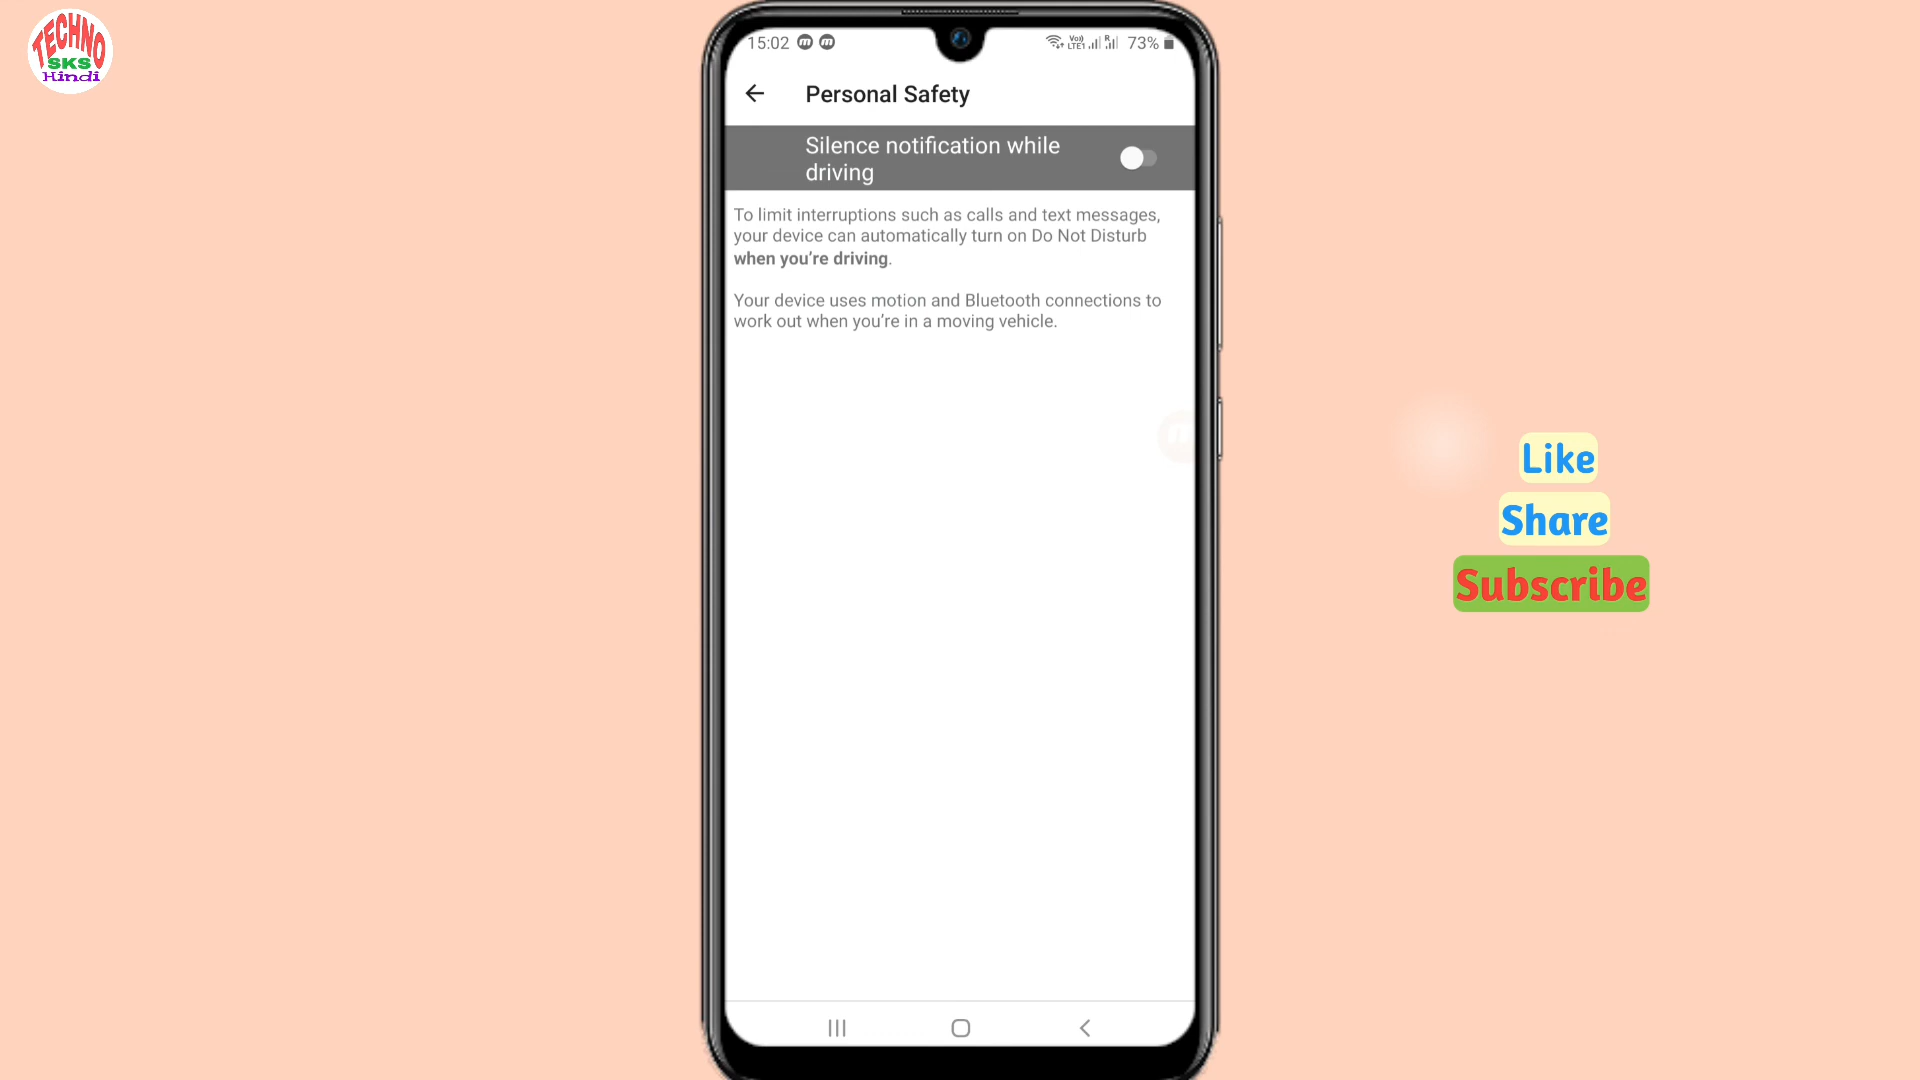 TECHNO
SKS
Hindi
15:02
73%
Personal Safety
Silence notification while
driving
To limit interruptions such as calls and text messages,
your device can automatically turn on Do Not Disturb
when you're driving.
Your device uses motion and Bluetooth connections to
work out when you're in a moving vehicle.
Like
Share
Subscribe